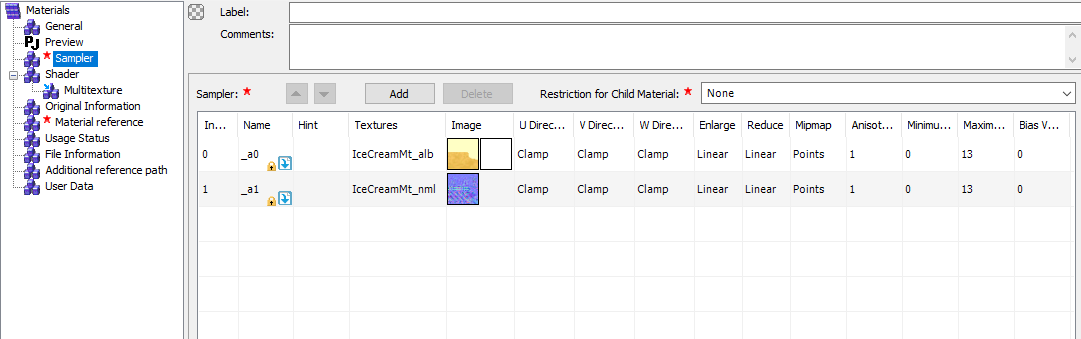 Materials
General
Preview
Sampler
Shader
Multitexture
Original Information
Material reference
Usage Status
File Information
Additional reference path
User Data
Label:
Comments:
Sampler: Add Delete Restriction for Child Material: None
In... Name Hint Textures Image U Direc... V Direc... W Direc... Enlarge Reduce Mipmap Anisot... Minimu... Maxim... Bias V...
0 _a0 IceCreamMt_alb Clamp Clamp Clamp Linear Linear Points 1 0 13 0
1 _a1 IceCreamMt_nml Clamp Clamp Clamp Linear Linear Points 1 0 13 0